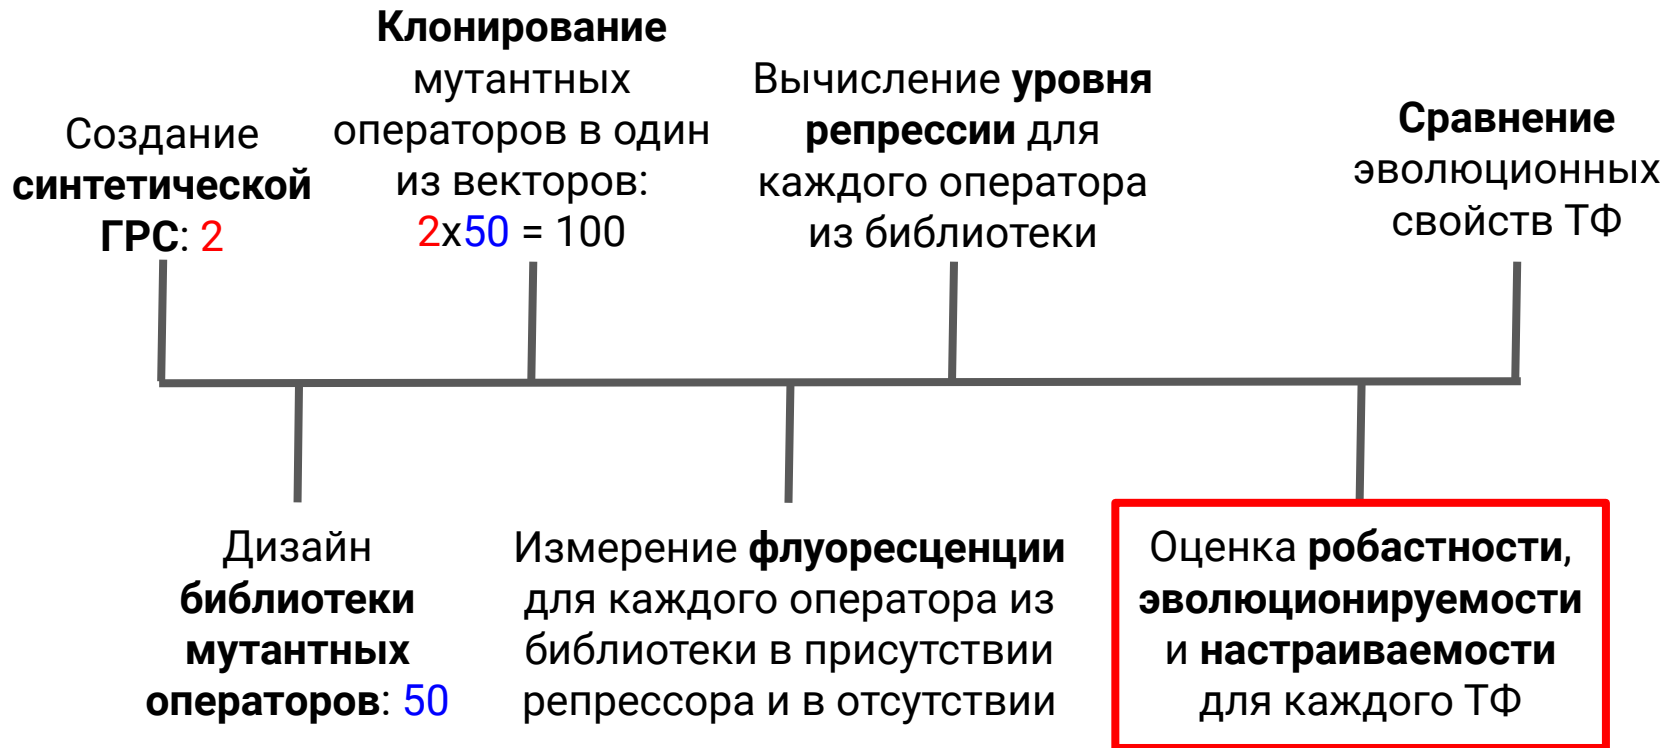 Создание
синтетической
ГРС: 2
Клонирование
мутантных
операторов в один
из векторов:
2x50 = 100
Вычисление уровня
репрессии для
каждого оператора
из библиотеки
Сравнение
эволюционных
свойств ТФ
Дизайн
библиотеки
мутантных
операторов: 50
Измерение флуоресценции
для каждого оператора из
библиотеки в присутствии
репрессора и в отсутствии
Оценка робастности,
эволюционируемости
и настраиваемости
для каждого ТФ